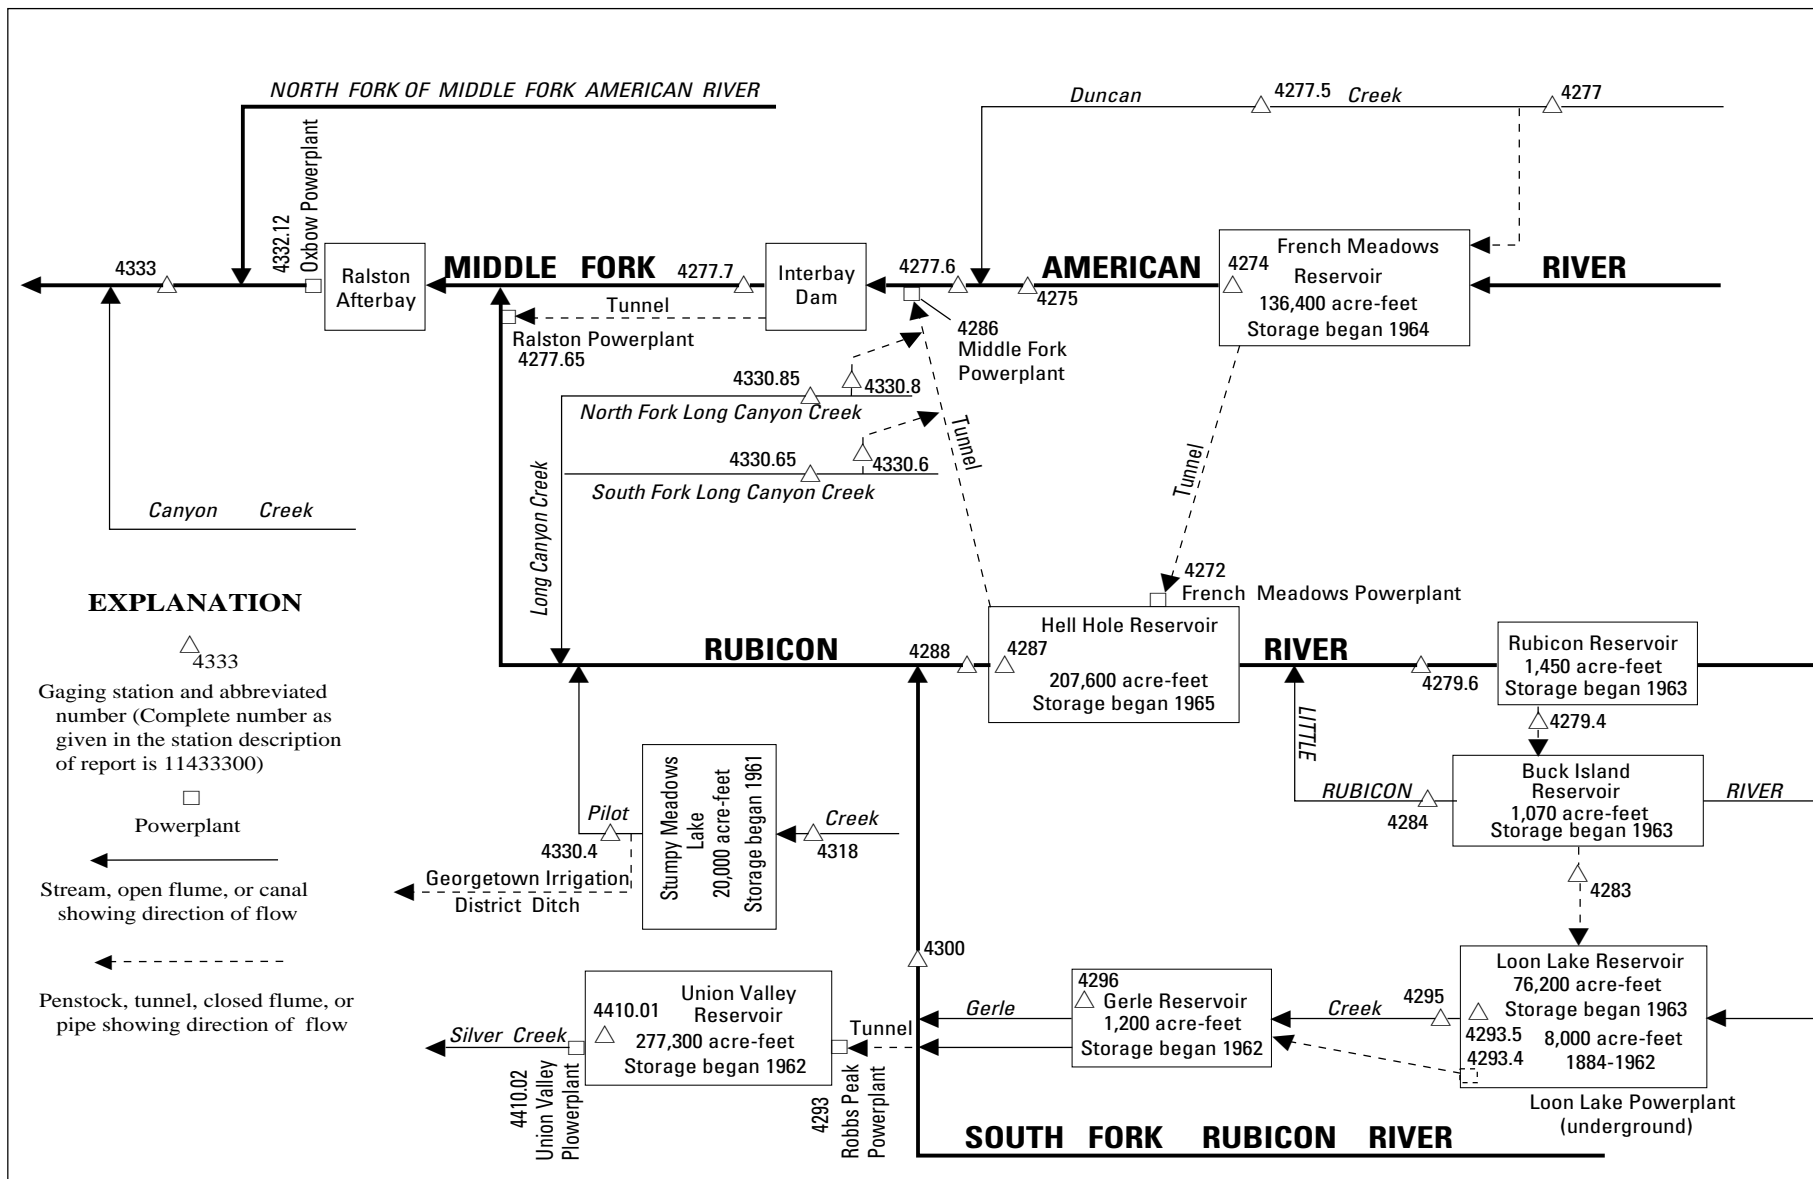 NORTH FORK OF MIDDLE FORK AMERICAN RIVER
Duncan
4277.5
Creek
4277
4332.12
Oxbow Powerplant
4333
Ralston
Afterbay
MIDDLE FORK
4277.7
Interbay
Dam
4277.6
AMERICAN
4275
4274
French Meadows
Reservoir
136,400 acre-feet
Storage began 1964
RIVER
Tunnel
Ralston Powerplant
4277.65
4286
Middle Fork
Powerplant
4330.85
4330.8
North Fork Long Canyon Creek
4330.65
4330.6
South Fork Long Canyon Creek
Tunnel
Tunnel
Long Canyon Creek
Canyon Creek
4272
French Meadows Powerplant
RUBICON
4288
4287
Hell Hole Reservoir
207,600 acre-feet
Storage began 1965
RIVER
4279.6
Rubicon Reservoir
1,450 acre-feet
Storage began 1963
4279.4
LITTLE
RUBICON
4284
Buck Island
Reservoir
1,070 acre-feet
Storage began 1963
RIVER
4283
EXPLANATION
4333
Gaging station and abbreviated
number (Complete number as
given in the station description
of report is 11433300)
Powerplant
Stream, open flume, or canal
showing direction of flow
Penstock, tunnel, closed flume, or
pipe showing direction of flow
Pilot
4330.4
Georgetown Irrigation
District Ditch
Stumpy Meadows
Lake
20,000 acre-feet
Storage began 1961
Creek
4318
4300
Silver Creek
4410.02
Union Valley
Plowerplant
4410.01
Union Valley
Reservoir
277,300 acre-feet
Storage began 1962
Tunnel
4293
Robbs Peak
Powerplant
Gerle
4296
Gerle Reservoir
1,200 acre-feet
Storage began 1962
Creek
4295
Loon Lake Reservoir
76,200 acre-feet
Storage began 1963
4293.5
4293.4
8,000 acre-feet
1884-1962
Loon Lake Powerplant
(underground)
SOUTH FORK RUBICON RIVER